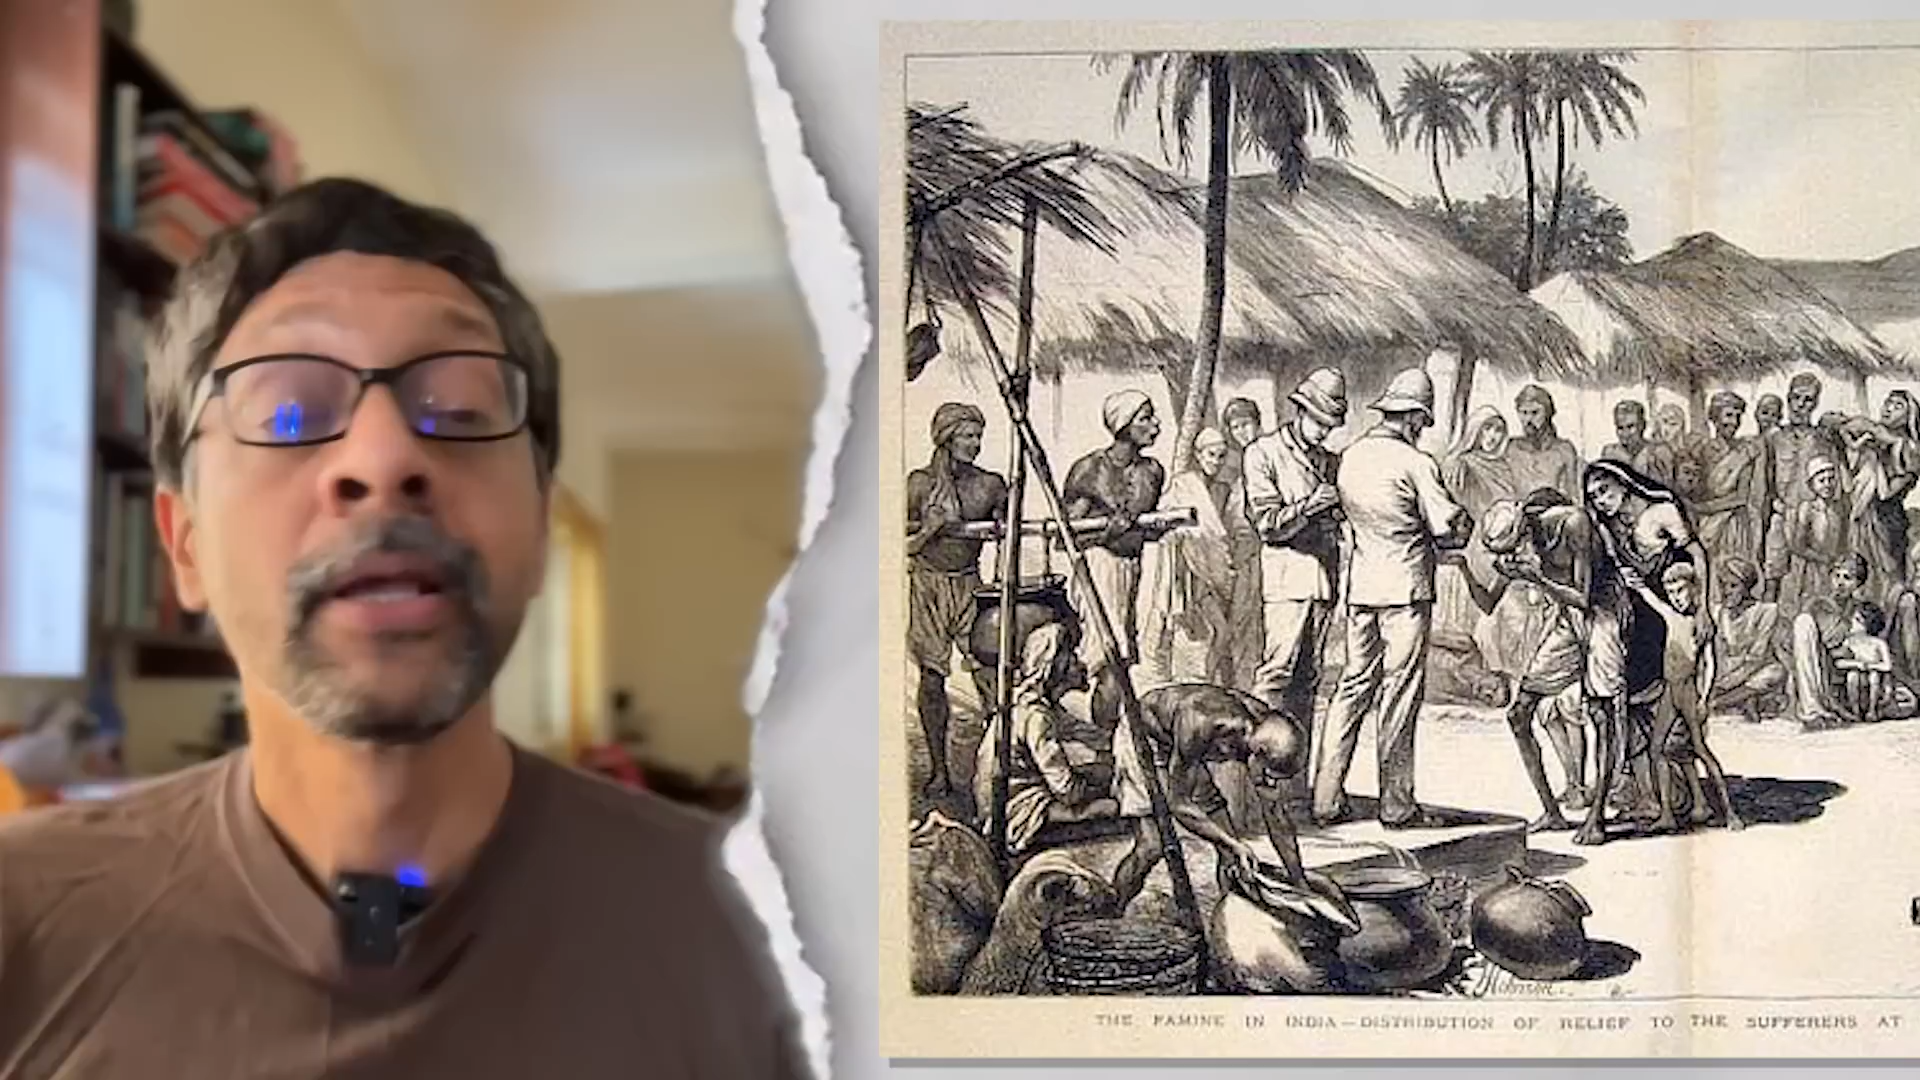 THE FAMINE IN INDIA—DISTRIBUTION OF RELIEF TO THE SUFFERERS AT